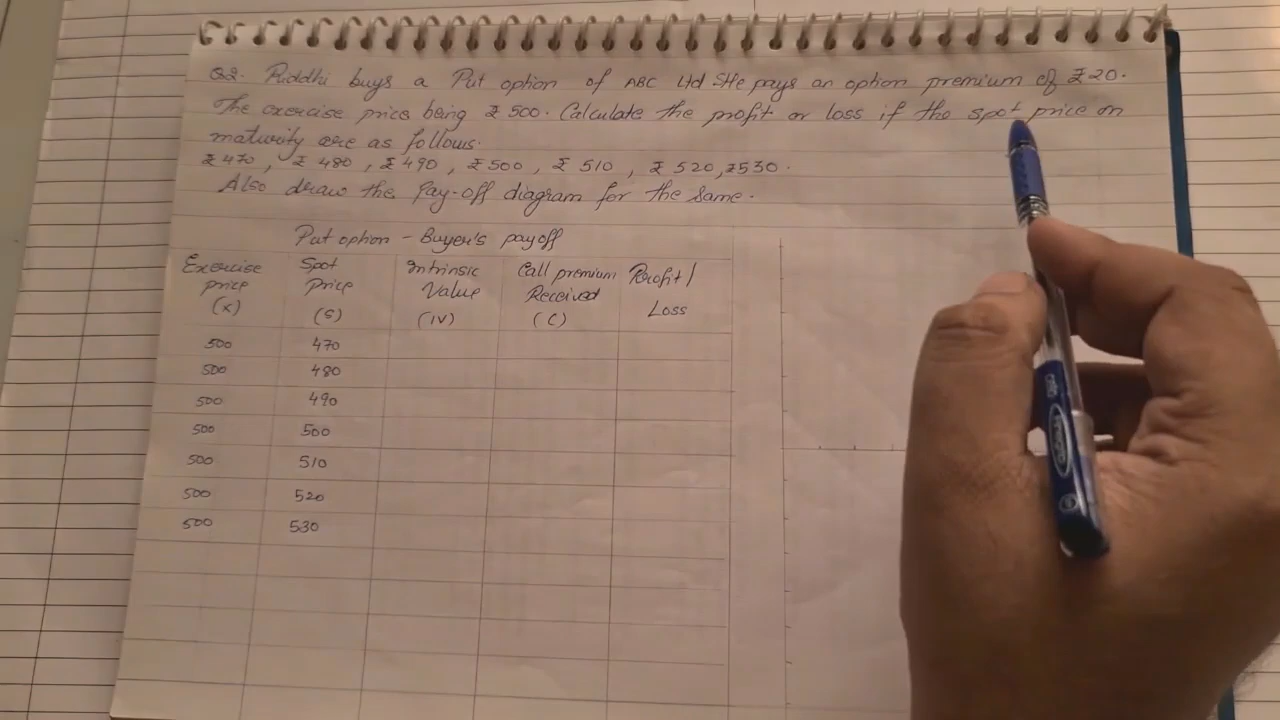 Q2. Riddhi buys a Put option of ABC Ltd. She pays an option premium of ₹20.
The exercise price being ₹500. Calculate the profit or loss if the spot price on
maturity are as follows.
₹470, ₹480, ₹490, ₹500, ₹510, ₹520, ₹530.
Also draw the Pay-off diagram for the same.
Put option - Buyer's payoff
Exercise Price (X) Spot Price (S) Intrinsic Value (IV) Call premium Received (C) Profit/ Loss
500 470
500 480
500 490
500 500
500 510
500 520
500 530